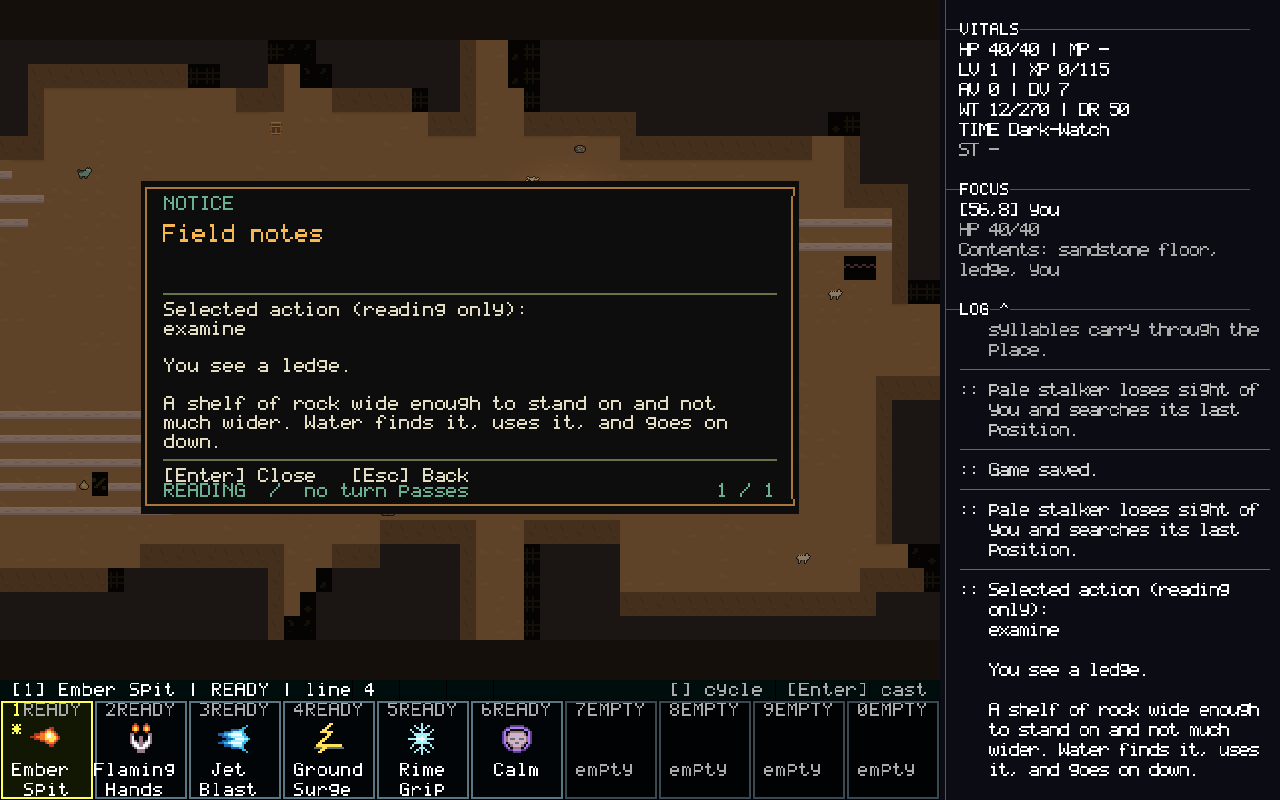 NOTICE
Field notes
Selected action (reading only):
examine
You see a ledge.
A shelf of rock wide enough to stand on and not
much wider. Water finds it, uses it, and goes on
down.
[Enter] Close [Esc] Back
READING / no turn passes 1 / 1
VITALS
HP 40/40 | MP -
LV 1 | XP 0/115
AV 0 | DV 7
WT 12/270 | DR 50
TIME Dark-Watch
ST -
FOCUS
[56,8] you
HP 40/40
Contents: sandstone floor,
ledge, you
LOG ^
syllables carry through the
place.
:: Pale stalker loses sight of
you and searches its last
position.
:: Game saved.
:: Pale stalker loses sight of
you and searches its last
position.
:: Selected action (reading
only):
examine
You see a ledge.
A shelf of rock wide enough
to stand on and not much
wider. Water finds it, uses
it, and goes on down.
[1] Ember Spit | READY | line 4 [] cycle [Enter] cast
1READY 2READY 3READY 4READY 5READY 6READY 7EMPTY 8EMPTY 9EMPTY 0EMPTY
*
Ember Flaming Jet Ground Rime Calm empty empty empty empty
Spit Hands Blast Surge Grip